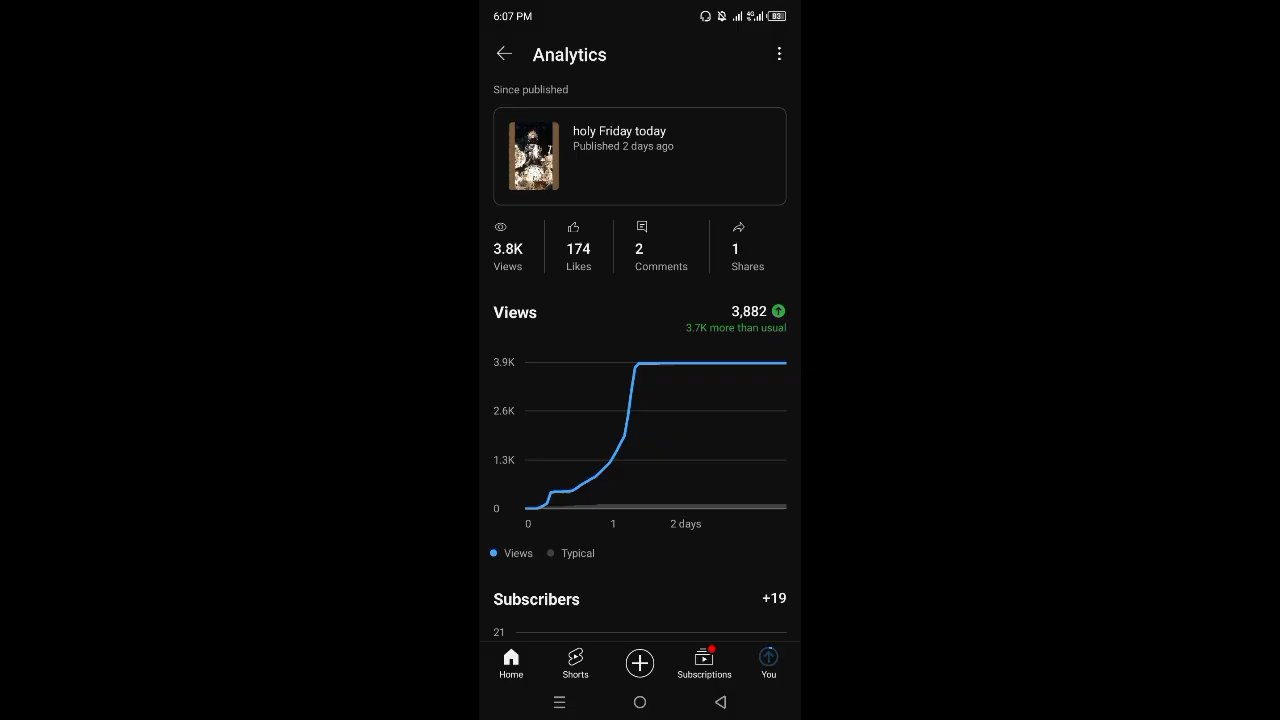 6:07 PM
4G
83
Analytics
Since published
holy Friday today
Published 2 days ago
3.8K
174
2
1
Views
Likes
Comments
Shares
Views
3,882
3.7K more than usual
3.9K
2.6K
1.3K
0
0
1
2 days
Views
Typical
Subscribers
+19
21
Home
Shorts
Subscriptions
You